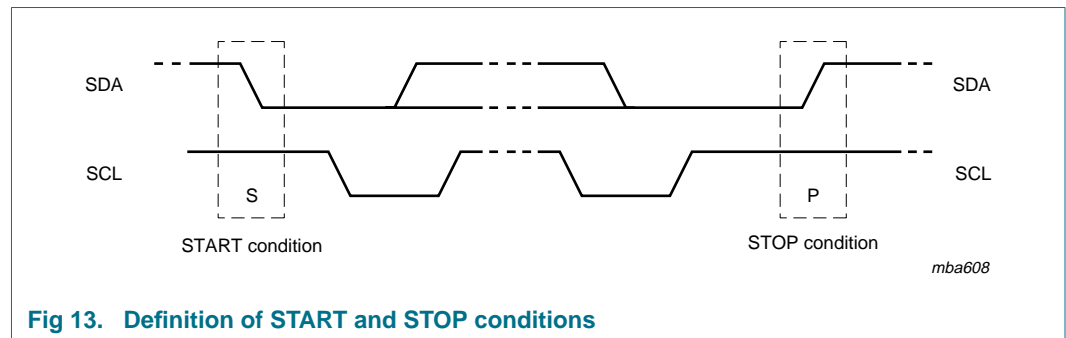 SDA
SDA
SCL
SCL
S
P
START condition
STOP condition
mba608
Fig 13. Definition of START and STOP conditions